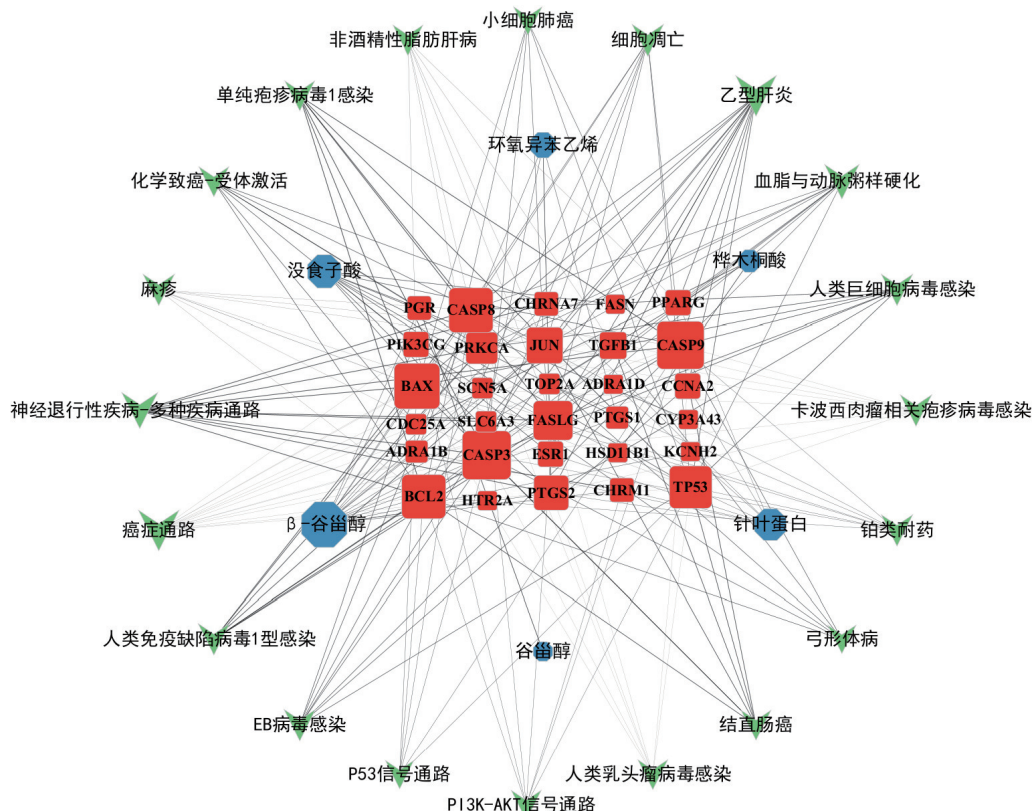 小细胞肺癌
非酒精性脂肪肝病
细胞凋亡
单纯疱疹病毒1感染
乙型肝炎
环氧异苯乙烯
化学致癌-受体激活
血脂与动脉粥样硬化
没食子酸
桦木桐酸
麻疹
人类巨细胞病毒感染
PGR
CASP8
CHRNA7
FASN
PPARG
PIK3CG
PRKCA
JUN
TGFB1
CASP9
BAX
SCN5A
TOP2A
ADRA1D
CCNA2
神经退行性疾病-多种疾病通路
卡波西肉瘤相关疱疹病毒感染
CDC25A
SLC6A3
FASLG
PTGS1
CYP3A43
ADRA1B
CASP3
ESR1
HSD11B1
KCNH2
BCL2
HTR2A
PTGS2
CHRM1
TP53
癌症通路
β-谷甾醇
针叶蛋白
铂类耐药
人类免疫缺陷病毒1型感染
谷甾醇
弓形体病
EB病毒感染
结直肠癌
P53信号通路
人类乳头瘤病毒感染
PI3K-AKT信号通路